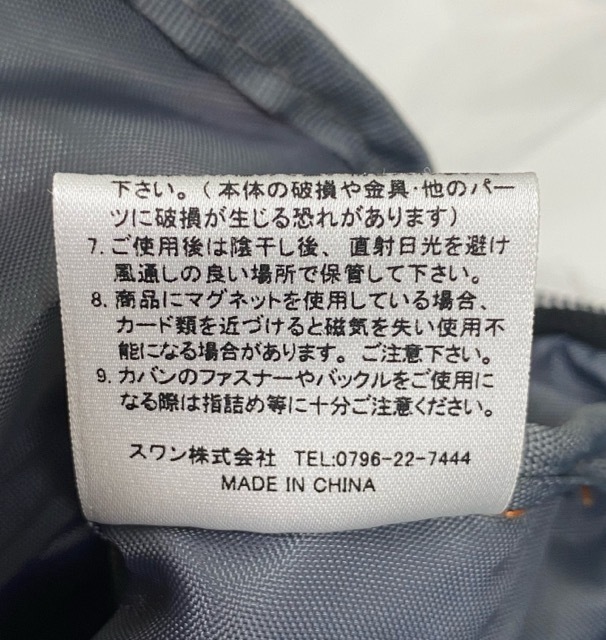 下さい。(本体の破損や金具・他のパー
ツに破損が生じる恐れがあります)
7. ご使用後は陰干し後、直射日光を避け
風通しの良い場所で保管して下さい。
8. 商品にマグネットを使用している場合、
カード類を近づけると磁気を失い使用不
能になる場合があります。ご注意下さい。
9. カバンのファスナーやバックルをご使用に
なる際は指詰め等に十分ご注意ください。
スワン株式会社 TEL:0796-22-7444
MADE IN CHINA